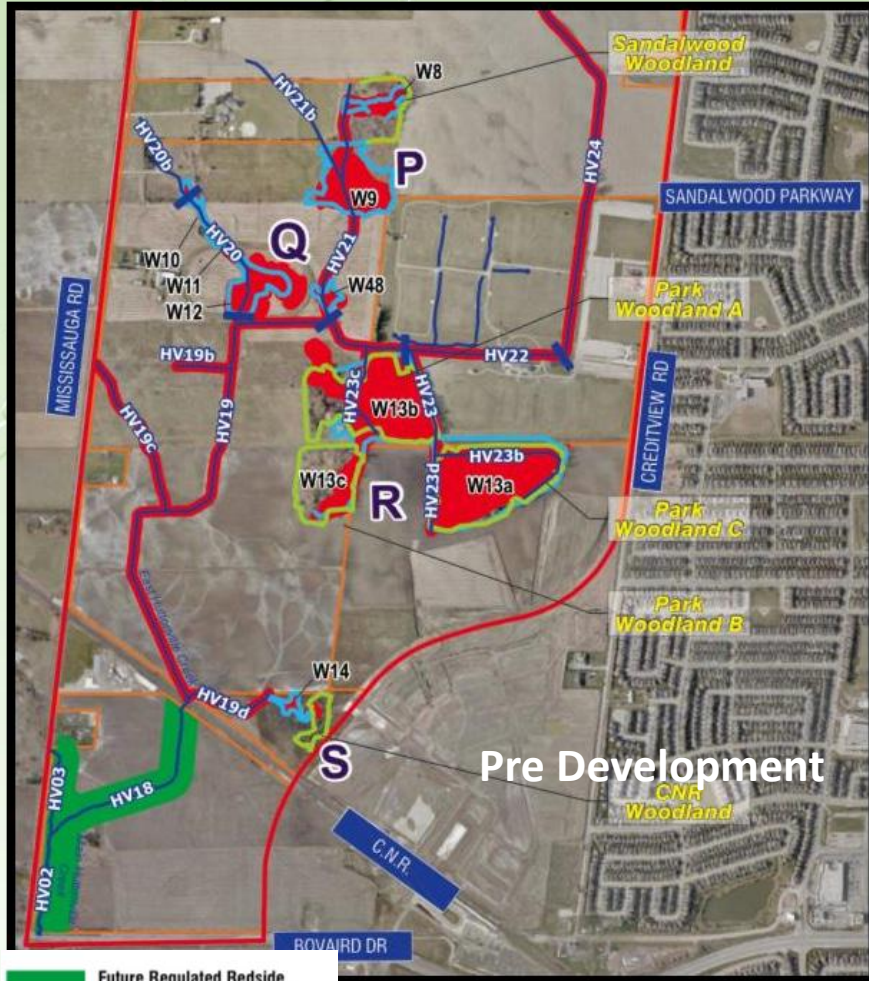 Sandalwood
Woodland
W8
HV21b
HV24
HV20b
P
W9
SANDALWOOD PARKWAY
HV21
HV20
Q
W10
W11
W12
W48
Park
Woodland A
MISSISSAUGA RD
HV22
HV19b
HV23c
HV23
W13b
CREDITVIEW RD
HV19
HV19c
HV23b
W13c
R
HV23d
W13a
Park
Woodland C
Park
Woodland B
W14
HV19d
S
Pre Development
CNR
Woodland
HV03
HV18
HV02
C.N.R.
BOVAIRD DR
Future Regulated Redside